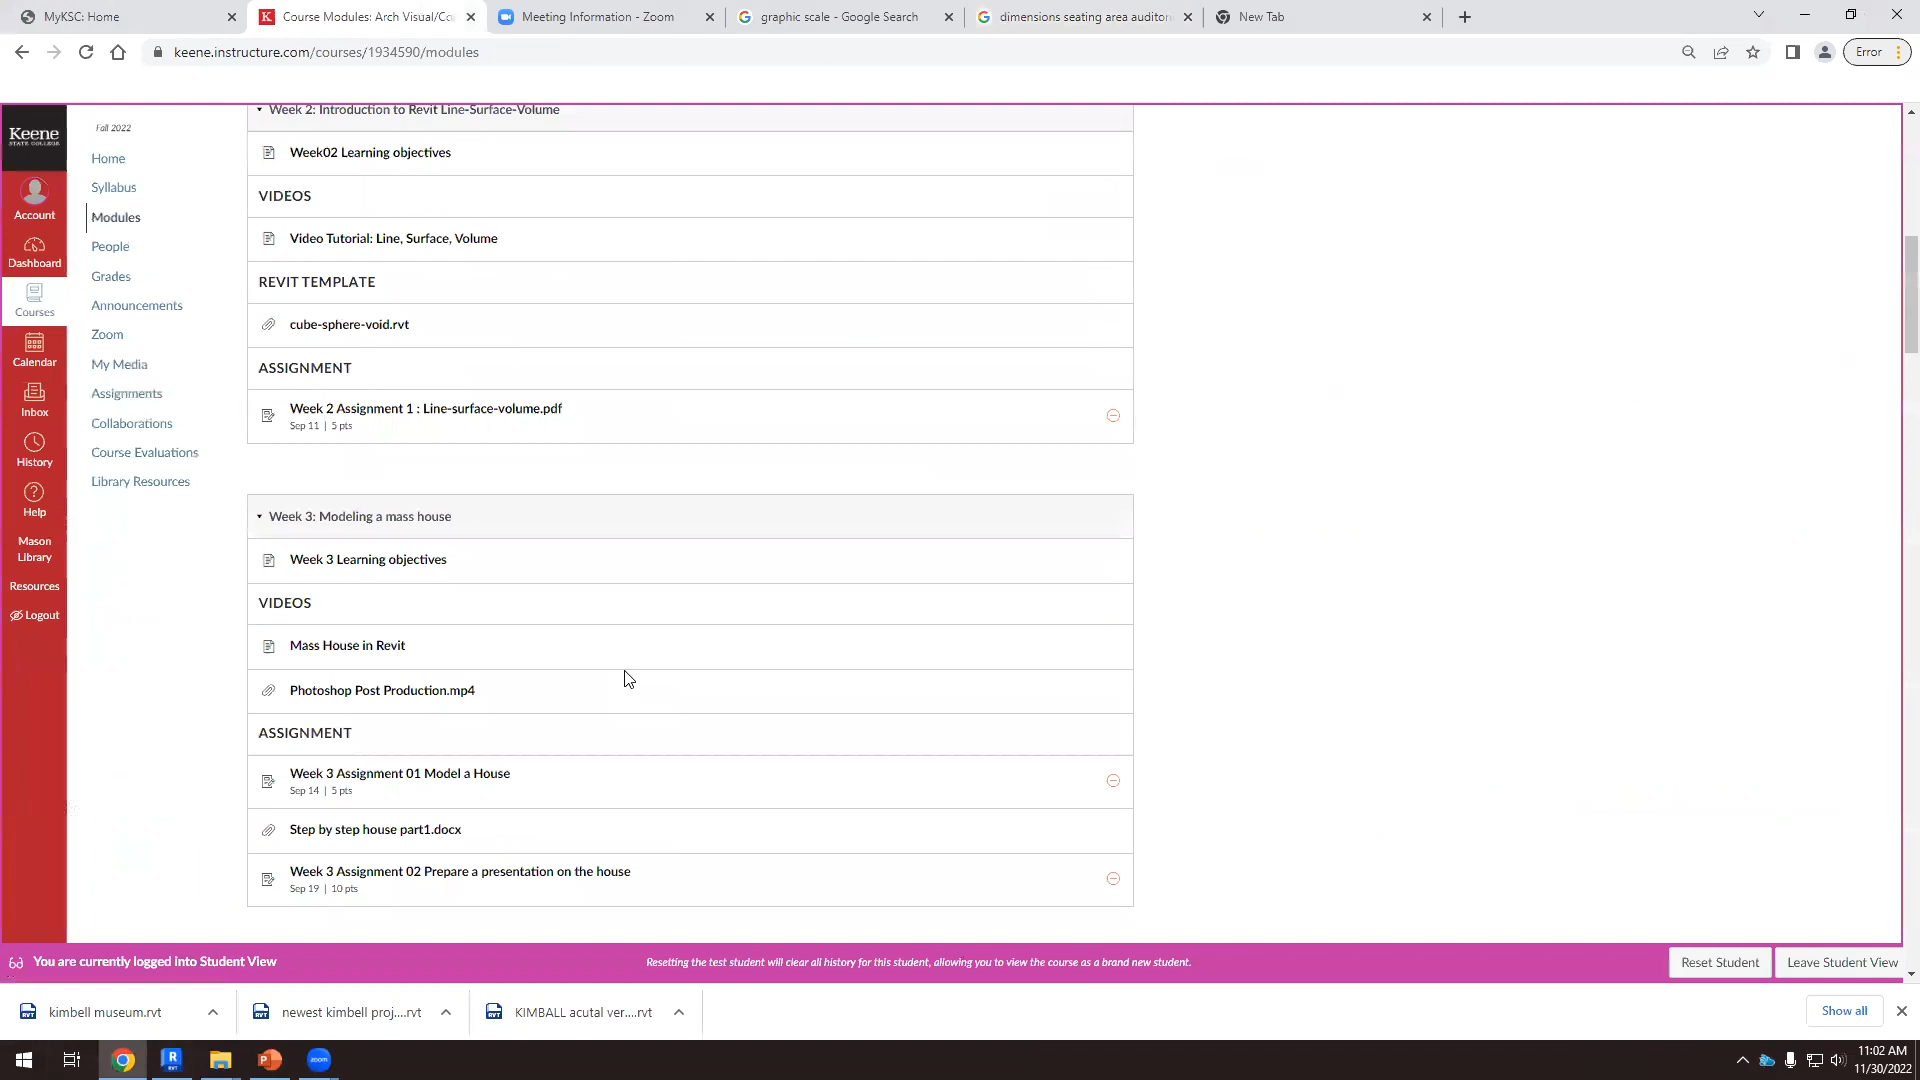 MyKSC: Home
Course Modules: Arch Visual/Co
Meeting Information - Zoom
graphic scale - Google Search
dimensions seating area auditori
New Tab
keene.instructure.com/courses/1934590/modules
Error
Keene
STATE COLLEGE
Account
Dashboard
Courses
Calendar
Inbox
History
Help
Mason
Library
Resources
Logout
Fall 2022
Home
Syllabus
Modules
People
Grades
Announcements
Zoom
My Media
Assignments
Collaborations
Course Evaluations
Library Resources
Week 2: Introduction to Revit Line-Surface-Volume
Week02 Learning objectives
VIDEOS
Video Tutorial: Line, Surface, Volume
REVIT TEMPLATE
cube-sphere-void.rvt
ASSIGNMENT
Week 2 Assignment 1 : Line-surface-volume.pdf
Sep 11 | 5 pts
Week 3: Modeling a mass house
Week 3 Learning objectives
VIDEOS
Mass House in Revit
Photoshop Post Production.mp4
ASSIGNMENT
Week 3 Assignment 01 Model a House
Sep 14 | 5 pts
Step by step house part1.docx
Week 3 Assignment 02 Prepare a presentation on the house
Sep 19 | 10 pts
You are currently logged into Student View
Resetting the test student will clear all history for this student, allowing you to view the course as a brand new student.
Reset Student
Leave Student View
kimbell museum.rvt
newest kimbell proj....rvt
KIMBALL acutal ver....rvt
Show all
11:02 AM
11/30/2022